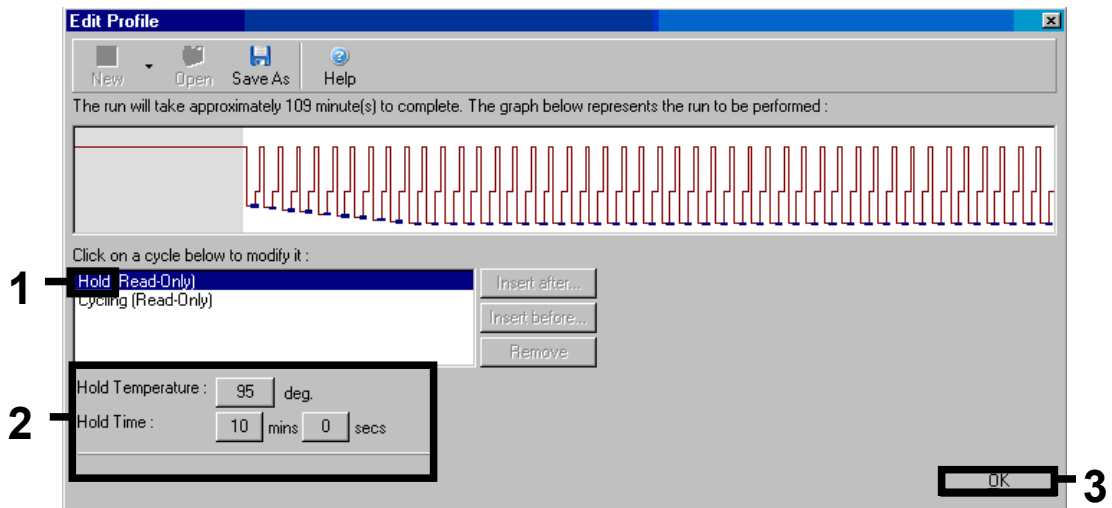 Edit Profile
New Open Save As Help
The run will take approximately 109 minute(s) to complete. The graph below represents the run to be performed :
Click on a cycle below to modify it :
1
Hold (Read-Only)
Insert after...
Cycling (Read-Only)
Insert before...
Remove
2
Hold Temperature : 95 deg.
Hold Time : 10 mins 0 secs
OK
3